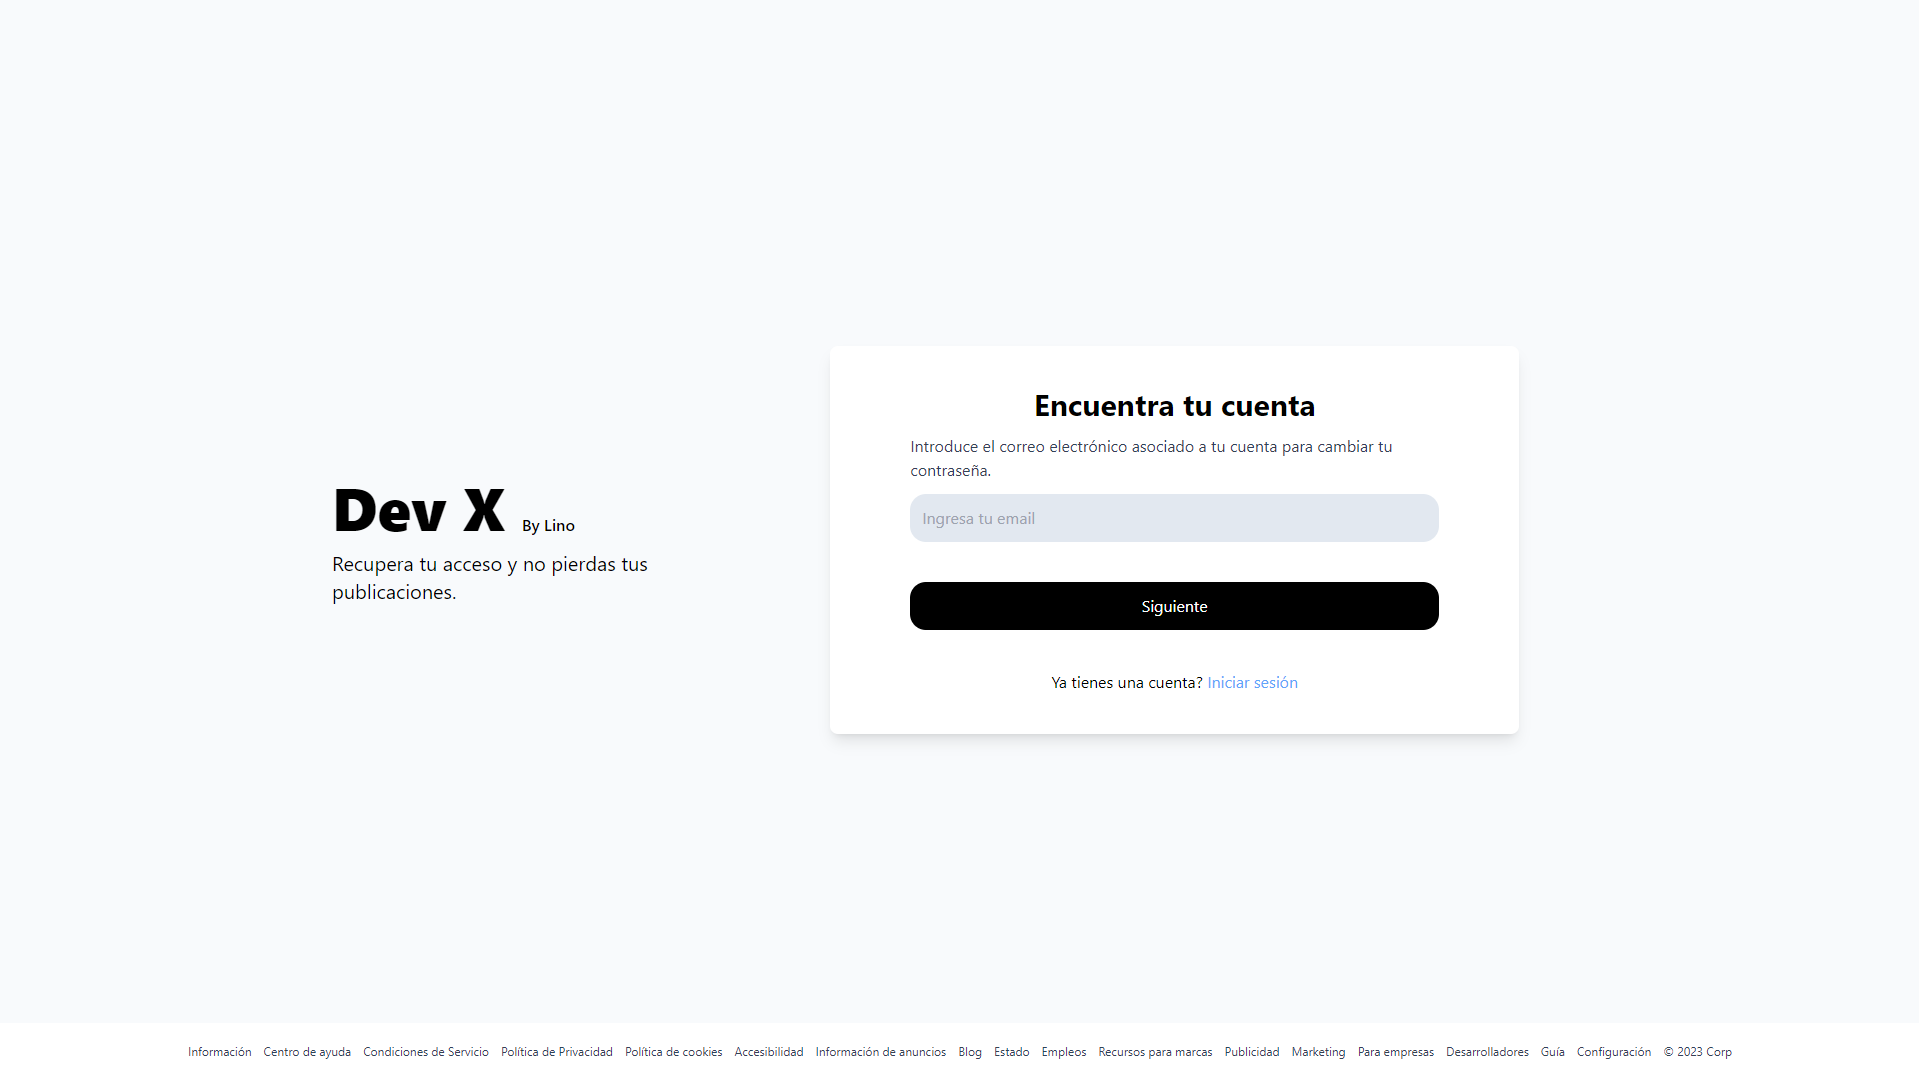 Dev X By Lino
Recupera tu acceso y no pierdas tus
publicaciones.
Encuentra tu cuenta
Introduce el correo electrónico asociado a tu cuenta para cambiar tu
contraseña.
Ingresa tu email
Siguiente
Ya tienes una cuenta? Iniciar sesión
Información Centro de ayuda Condiciones de Servicio Política de Privacidad Política de cookies Accesibilidad Información de anuncios Blog Estado Empleos Recursos para marcas Publicidad Marketing Para empresas Desarrolladores Guía Configuración © 2023 Corp